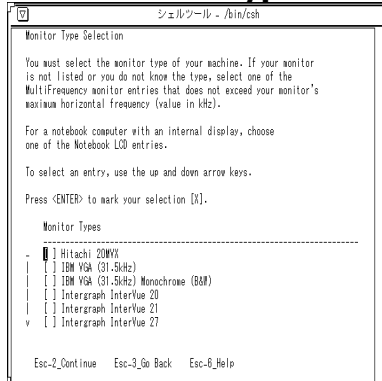 シェルツール - /bin/csh
Monitor Type Selection
You must select the monitor type of your machine. If your monitor
is not listed or you do not know the type, select one of the
MultiFrequency monitor entries that does not exceed your monitor's
maximum horizontal frequency (value in kHz).
For a notebook computer with an internal display, choose
one of the Notebook LCD entries.
To select an entry, use the up and down arrow keys.
Press <ENTER> to mark your selection [X].
Monitor Types
--------------------------------------------------------------
- [ ] Hitachi 20MVX
| [ ] IBM VGA (31.5kHz)
| [ ] IBM VGA (31.5kHz) Monochrome (B&W)
| [ ] Intergraph InterVue 20
| [ ] Intergraph InterVue 21
v [ ] Intergraph InterVue 27
Esc-2_Continue Esc-3_Go Back Esc-6_Help